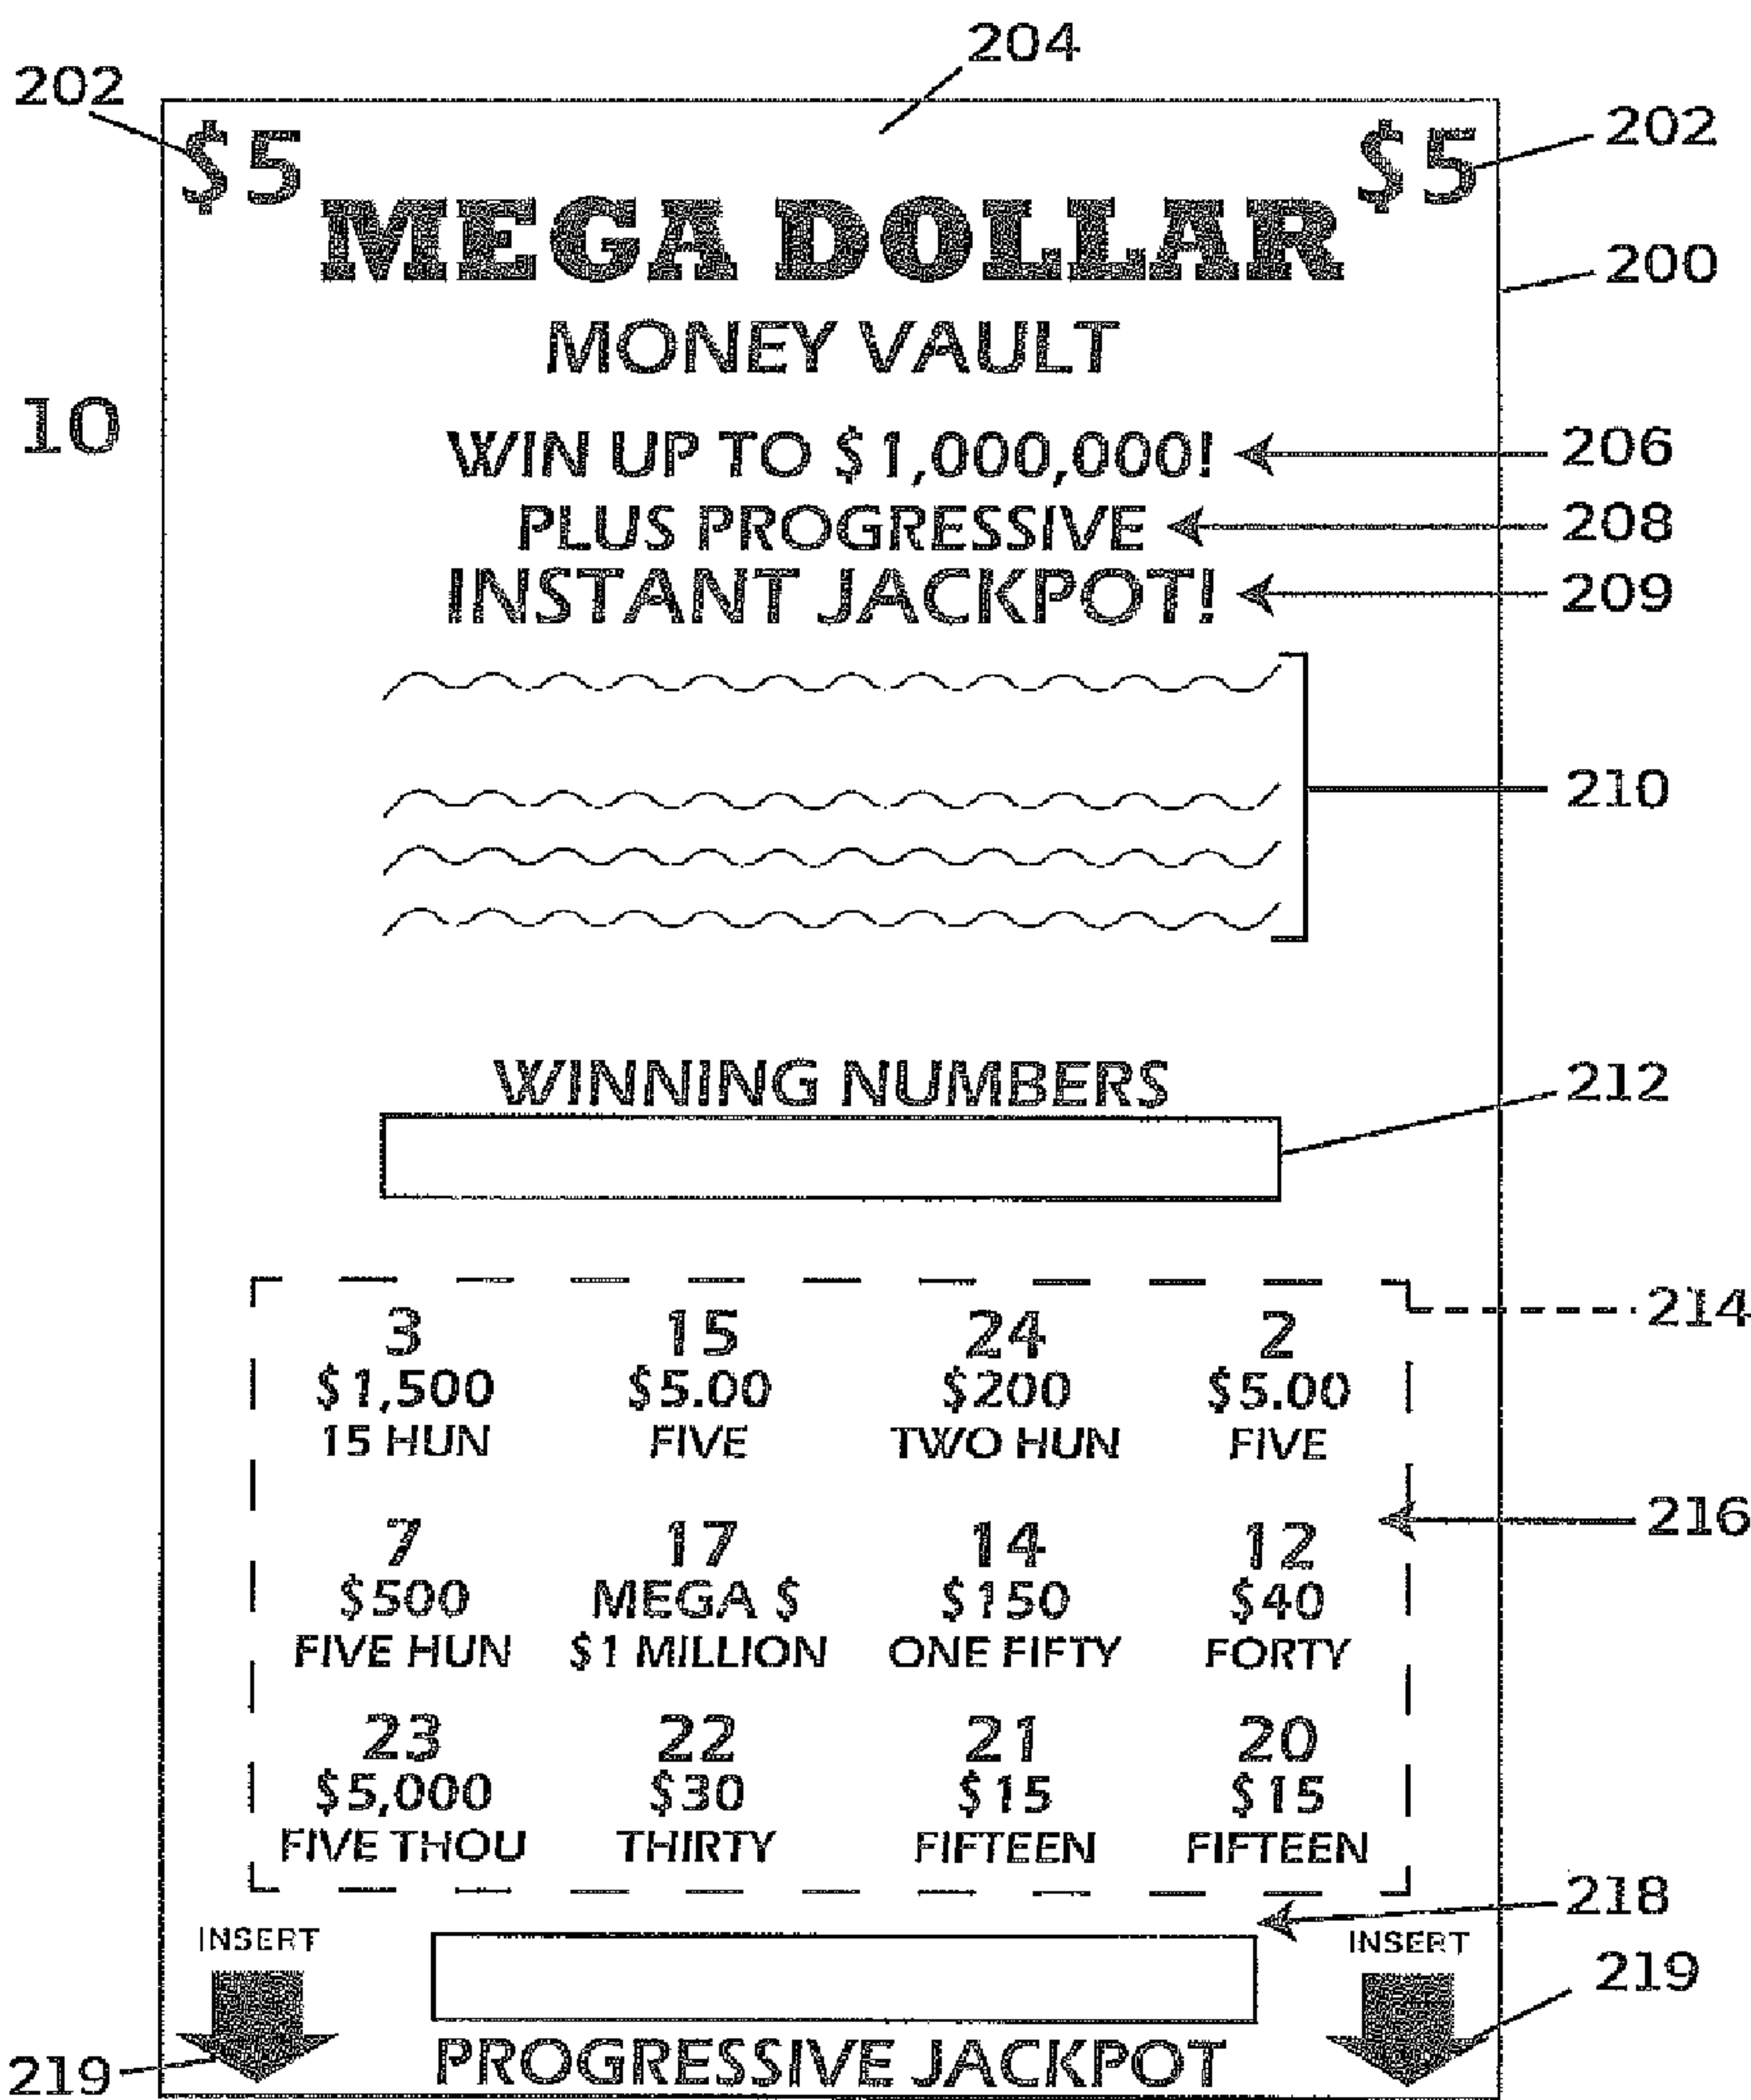 204
202 $5 $5 202
MEGA DOLLAR
200
MONEY VAULT
10
WIN UP TO $1,000,000! 206
PLUS PROGRESSIVE 208
INSTANT JACKPOT! 209
210
WINNING NUMBERS
212
214
3 15 24 2
$1,500 $5.00 $200 $5.00
15 HUN FIVE TWO HUN FIVE
216
7 17 14 12
$500 MEGA $ $150 $40
FIVE HUN $1 MILLION ONE FIFTY FORTY
23 22 21 20
$5,000 $30 $15 $15
FIVE THOU THIRTY FIFTEEN FIFTEEN
218
INSERT INSERT
219
PROGRESSIVE JACKPOT
219